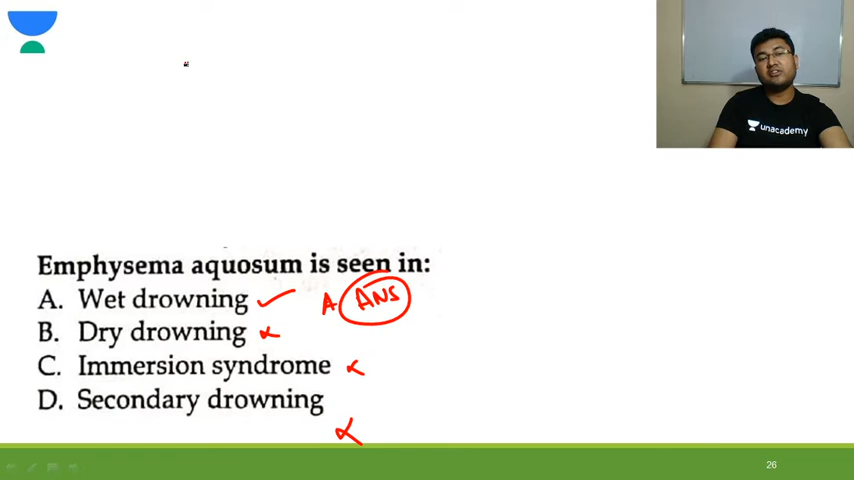 unacademy
Emphysema aquosum is seen in:
A. Wet drowning ✓ A ANS
B. Dry drowning
C. Immersion syndrome
D. Secondary drowning
26